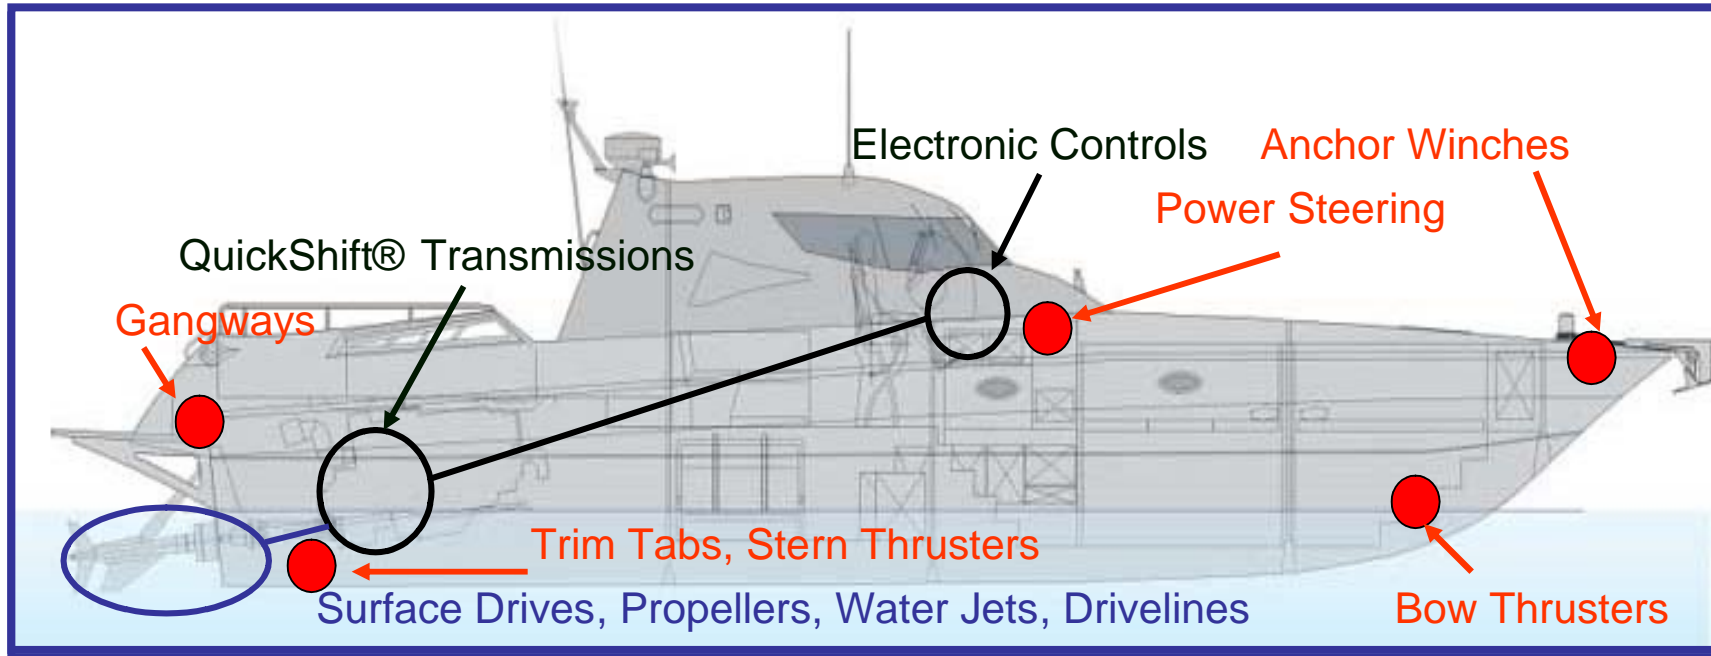 Electronic Controls
Anchor Winches
Power Steering
QuickShift® Transmissions
Gangways
Trim Tabs, Stern Thrusters
Surface Drives, Propellers, Water Jets, Drivelines
Bow Thrusters